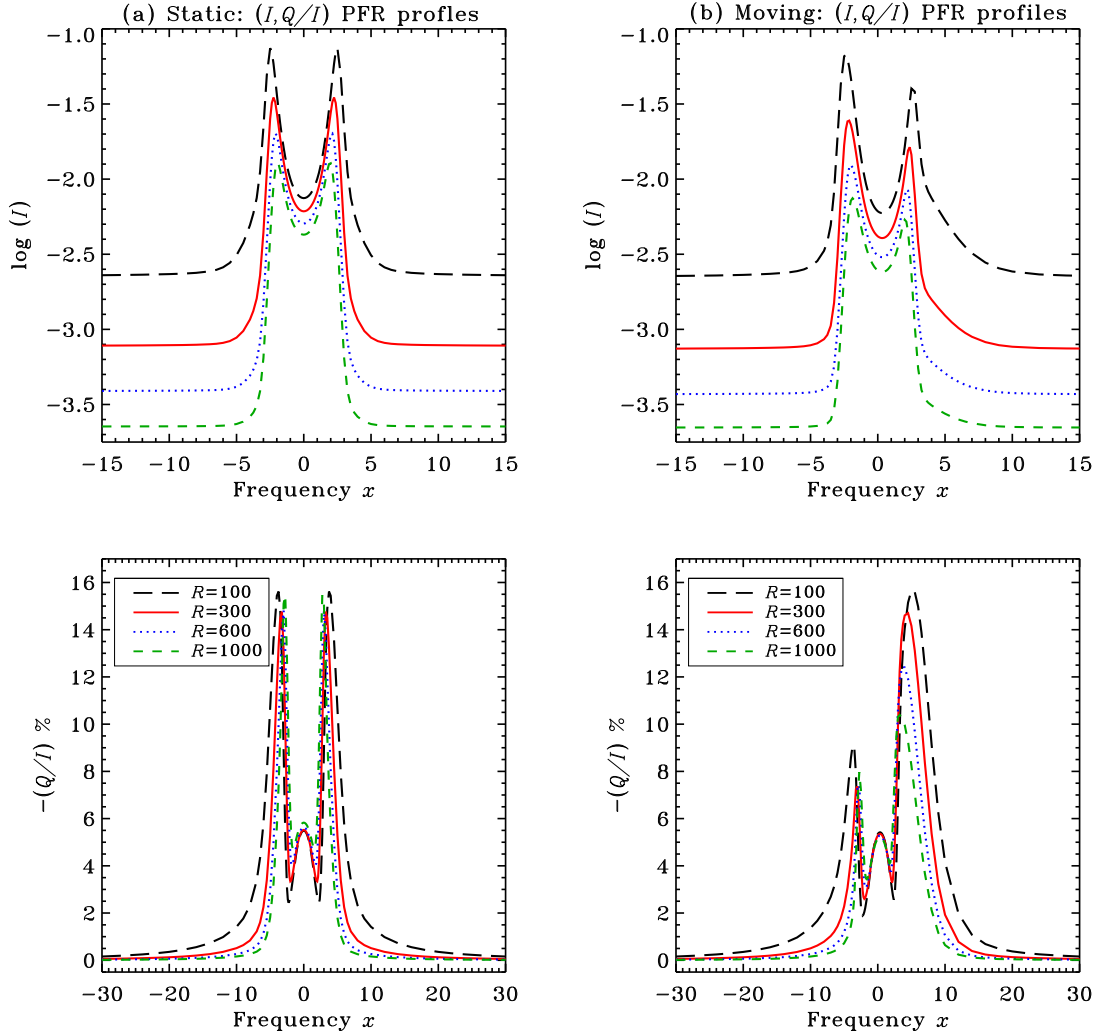 (a) Static: (I,Q/I) PFR profles
−1.0
−1.5
−2.0
−2.5
−3.0
−3.5
log (I)
−15 −10 −5 0 5 10 15
Frequency x
(b) Moving: (I,Q/I) PFR profiles
−1.0
−1.5
−2.0
−2.5
−3.0
−3.5
log (I)
−15 −10 −5 0 5 10 15
Frequency x
16
14
12
10
8
6
4
2
0
−(Q/I) %
R=100
R=300
R=600
R=1000
−30 −20 −10 0 10 20 30
Frequency x
16
14
12
10
8
6
4
2
0
−(Q/I) %
R=100
R=300
R=600
R=1000
−30 −20 −10 0 10 20 30
Frequency x